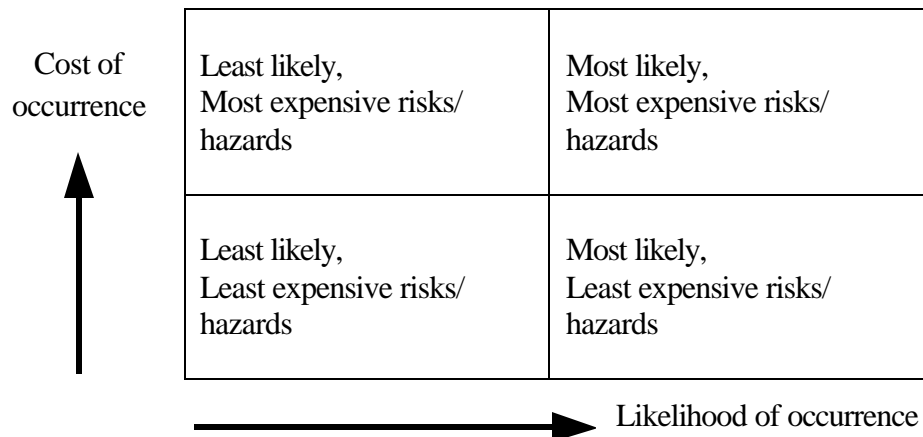 Cost of
occurrence
Least likely,
Most expensive risks/
hazards
Most likely,
Most expensive risks/
hazards
Least likely,
Least expensive risks/
hazards
Most likely,
Least expensive risks/
hazards
Likelihood of occurrence